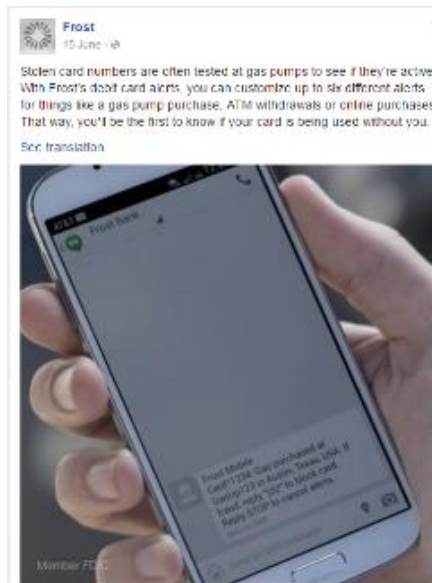 Frost
15 June
Stolen card numbers are often tested at gas pumps to see if they're active
With Frost's debit card alerts, you can customize up to six different alerts
for things like a gas pump purchase, ATM withdrawals or online purchases
That way, you'll be the first to know if your card is being used without you.
See translation
AT&T
Frost Bank
Frost Mobile
Card*1234: Gas purchased at
in Austin, Texas, USA. If
fraud, reply to block card.
Reply STOP to cancel alerts.
Member FDIC